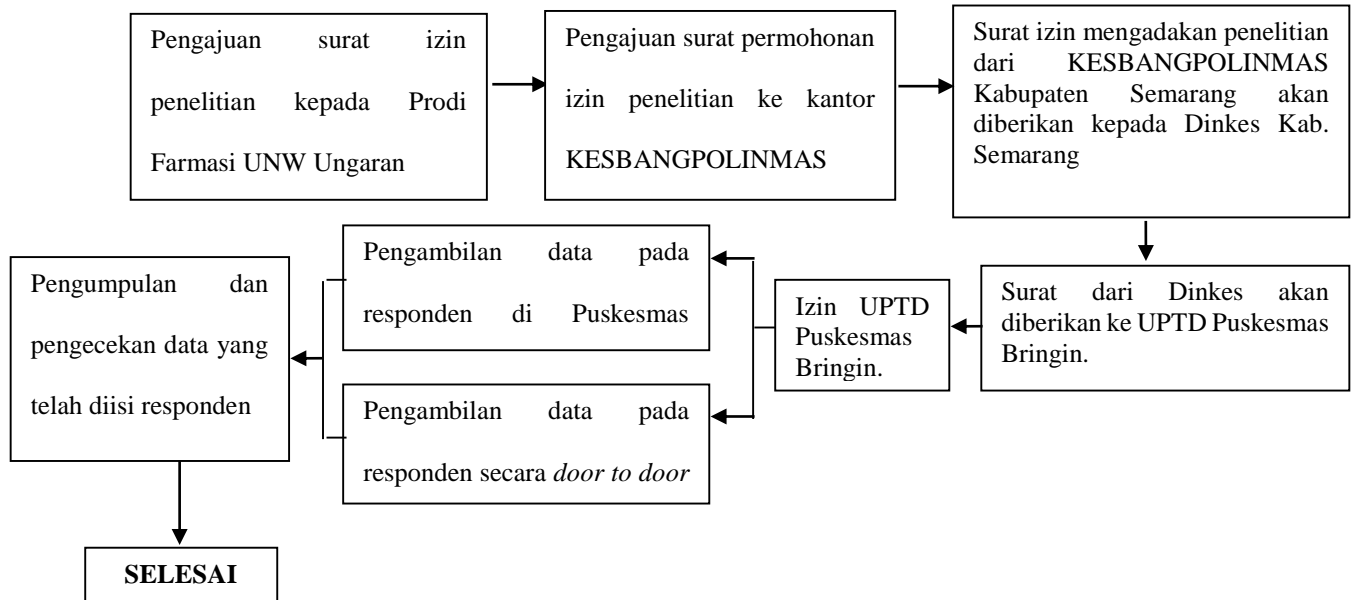 Pengajuan surat izin
penelitian kepada Prodi
Farmasi UNW Ungaran
Pengajuan surat permohonan
izin penelitian ke kantor
KESBANGPOLINMAS
Surat izin mengadakan penelitian
dari KESBANGPOLINMAS
Kabupaten Semarang akan
diberikan kepada Dinkes Kab.
Semarang
Surat dari Dinkes akan
diberikan ke UPTD Puskesmas
Bringin.
Izin UPTD
Puskesmas
Bringin.
Pengambilan data pada
responden di Puskesmas
Pengambilan data pada
responden secara door to door
Pengumpulan dan
pengecekan data yang
telah diisi responden
SELESAI